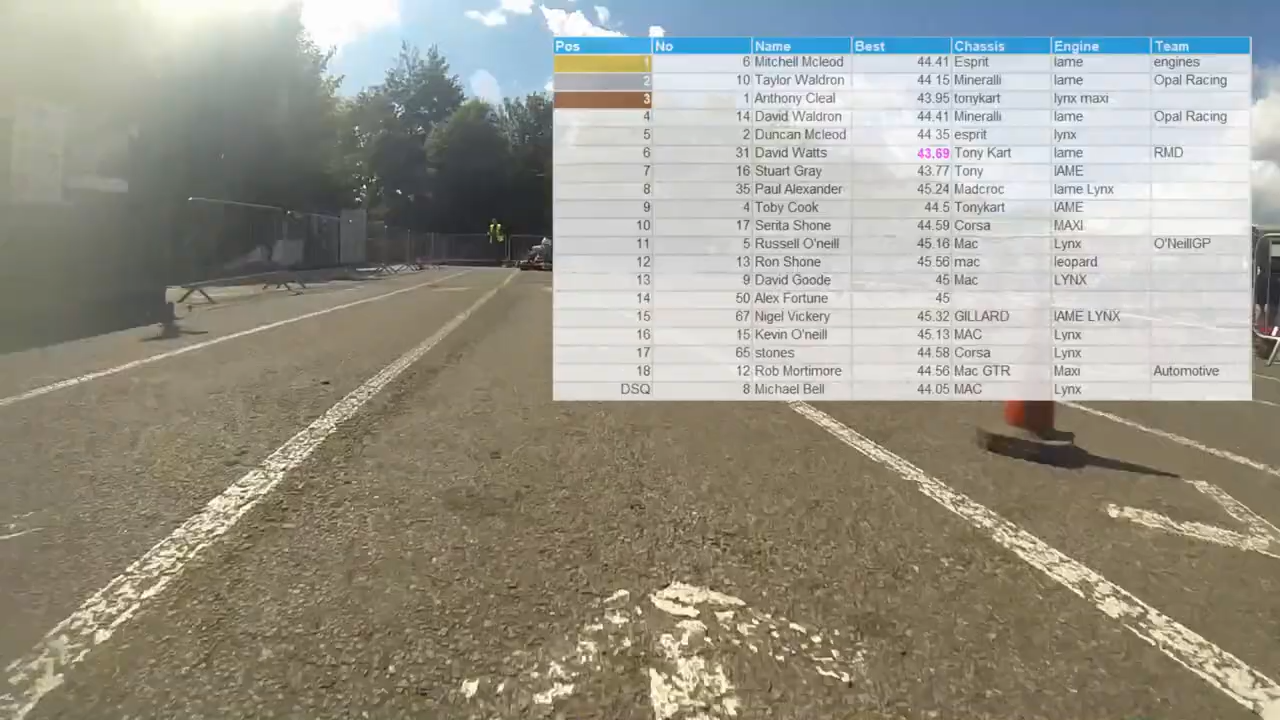 Pos No Name Best Chassis Engine Team
1 6 Mitchell Mcleod 44.41 Esprit Iame engines
2 10 Taylor Waldron 44 15 Mineralli Iame Opal Racing
3 1 Anthony Cleal 43.95 tonykart lynx maxi
4 14 David Waldron 44.41 Mineralli Iame Opal Racing
5 2 Duncan Mcleod 44.35 esprit lynx
6 31 David Watts 43.69 Tony Kart Iame RMD
7 16 Stuart Gray 43.77 Tony IAME
8 35 Paul Alexander 45.24 Madcroc Iame Lynx
9 4 Toby Cook 44.5 Tonykart IAME
10 17 Serita Shone 44.59 Corsa MAXI
11 5 Russell O'neill 45.16 Mac Lynx O'NeillGP
12 13 Ron Shone 45.56 mac leopard
13 9 David Goode 45 Mac LYNX
14 50 Alex Fortune 45
15 67 Nigel Vickery 45.32 GILLARD IAME LYNX
16 15 Kevin O'neill 45.13 MAC Lynx
17 65 stones 44.58 Corsa Lynx
18 12 Rob Mortimore 44.56 Mac GTR Maxi Automotive
DSQ 8 Michael Bell 44.05 MAC Lynx